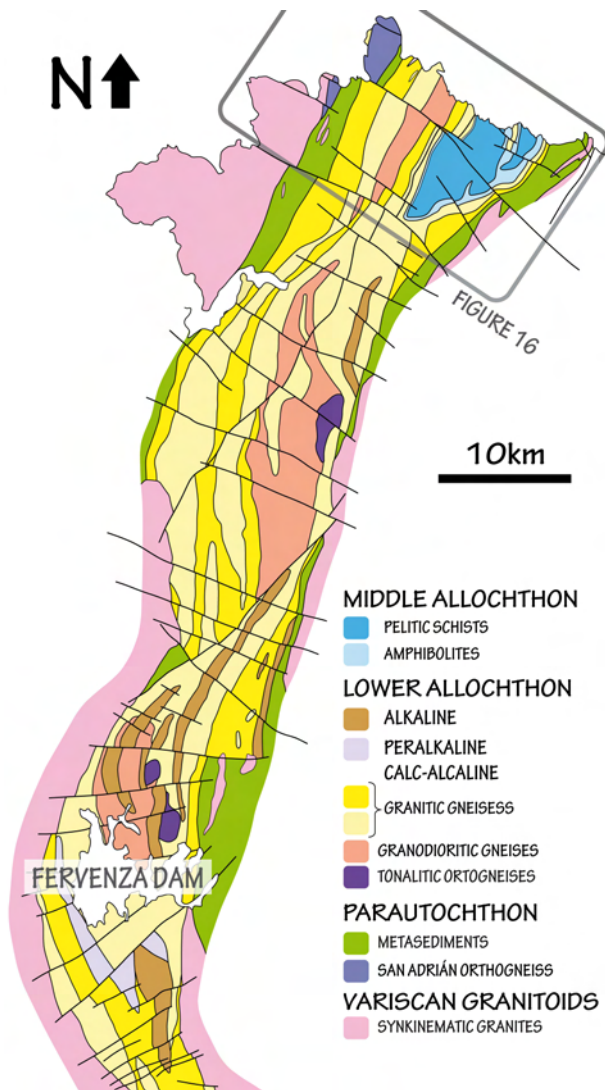 N
FIGURE 16
10km
MIDDLE ALLOCHTHON
PELITIC SCHISTS
AMPHIBOLITES
LOWER ALLOCHTHON
ALKALINE
PERALKALINE
CALC-ALCALINE
GRANITIC GNEISESS
GRANODIORITIC GNEISES
TONALITIC ORTOGNEISES
FERVENZA DAM
PARAUTOCHTHON
METASEDIMENTS
SAN ADRIÁN ORTHOGNEISS
VARISCAN GRANITOIDS
SYNKINEMATIC GRANITES